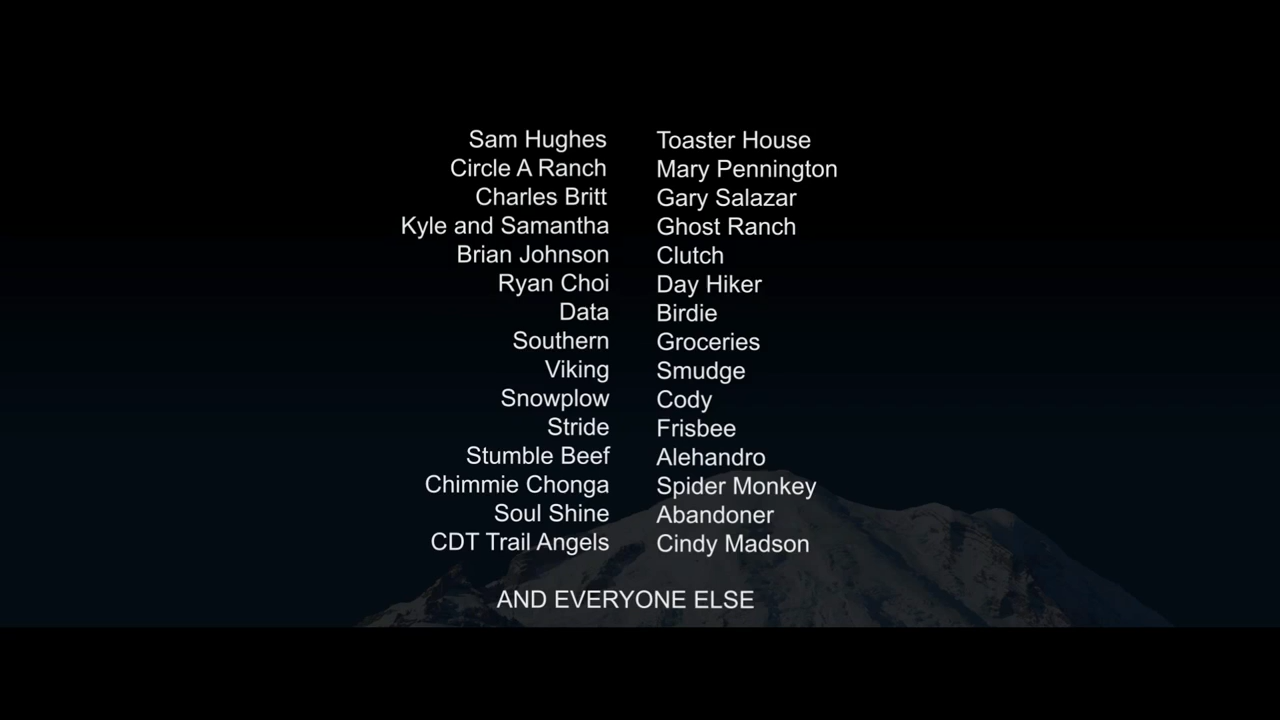 Sam Hughes Toaster House
Circle A Ranch Mary Pennington
Charles Britt Gary Salazar
Kyle and Samantha Ghost Ranch
Brian Johnson Clutch
Ryan Choi Day Hiker
Data Birdie
Southern Groceries
Viking Smudge
Snowplow Cody
Stride Frisbee
Stumble Beef Alehandro
Chimmie Chonga Spider Monkey
Soul Shine Abandoner
CDT Trail Angels Cindy Madson
AND EVERYONE ELSE